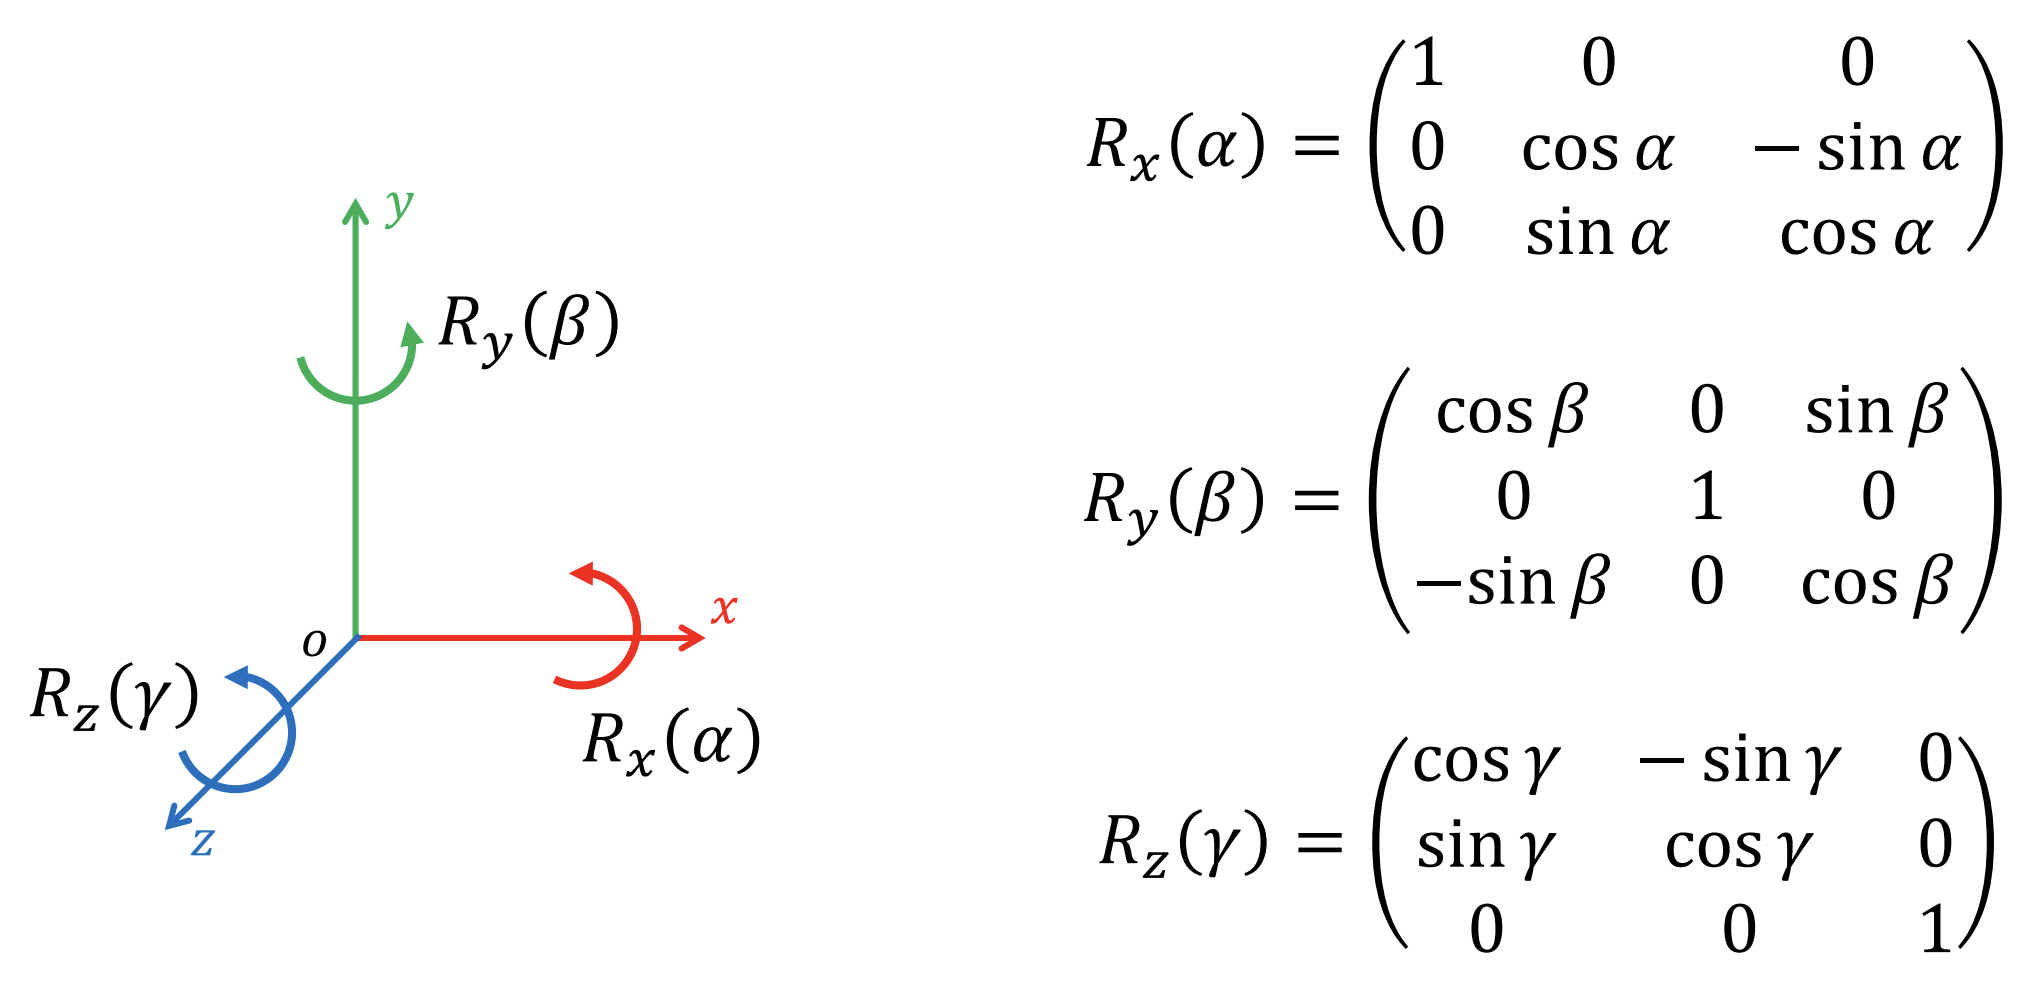 y
R_y(β)
x
o
R_z(γ)
R_x(α)
z
R_x(α) = (1 0 0
0 cos α − sin α
0 sin α cos α)
R_y(β) = (cos β 0 sin β
0 1 0
−sin β 0 cos β)
R_z(γ) = (cos γ − sin γ 0
sin γ cos γ 0
0 0 1)